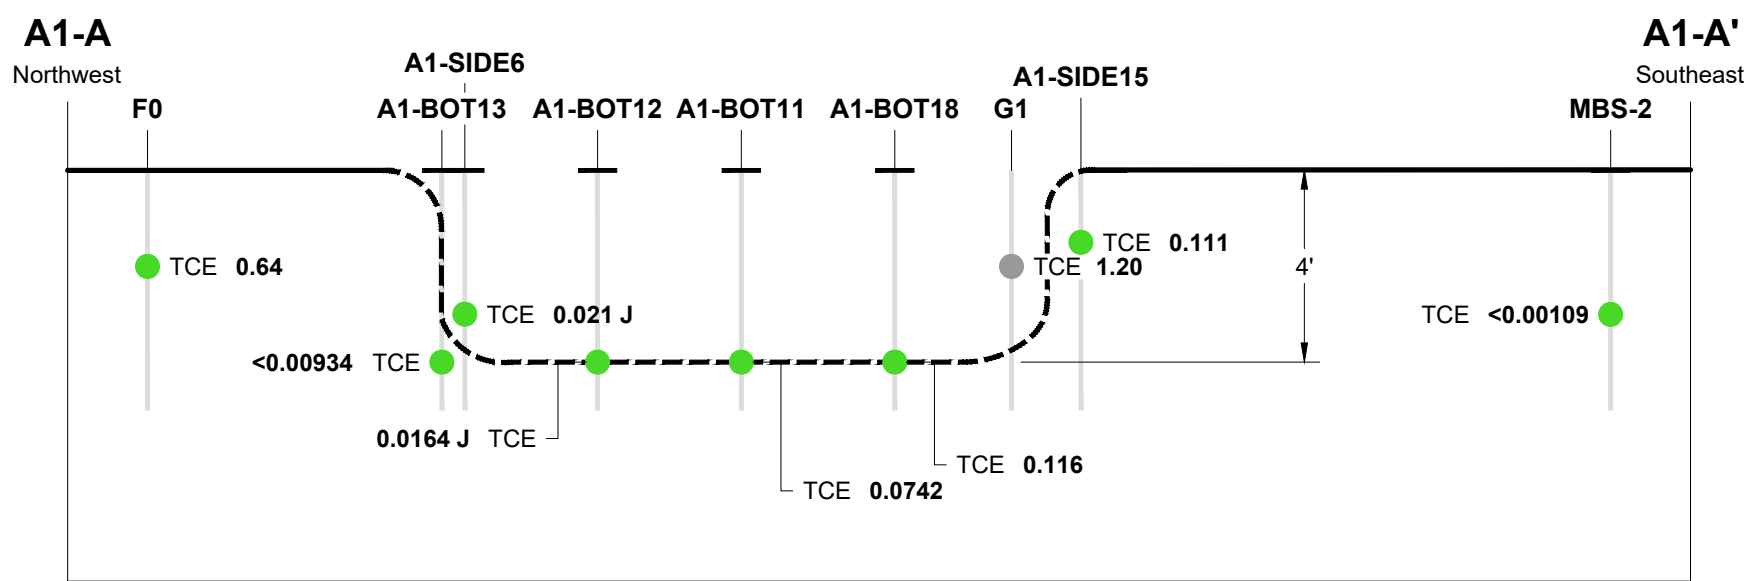 A1-A
Northwest
A1-A'
Southeast
A1-SIDE6
A1-SIDE15
F0
A1-BOT13
A1-BOT12
A1-BOT11
A1-BOT18
G1
MBS-2
TCE 0.111
TCE 0.64
TCE 1.20
4'
TCE 0.021 J
TCE <0.00109
<0.00934 TCE
0.0164 J TCE
TCE 0.116
TCE 0.0742